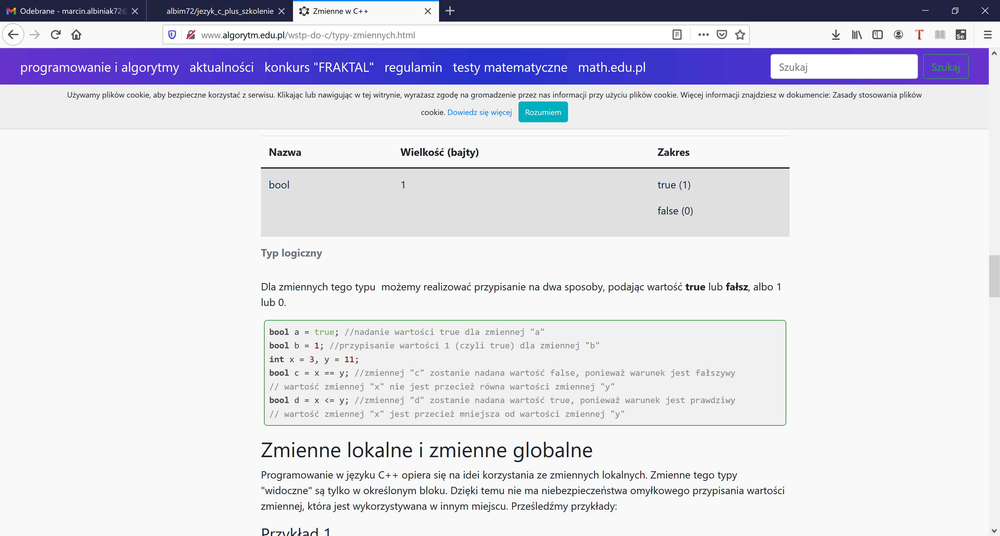 Odebrane - marcin.albiniak72@
albim72/jezyk_c_plus_szkolenie
Zmienne w C++
www.algorytm.edu.pl/wstp-do-c/typy-zmiennych.html
programowanie i algorytmy aktualności konkurs "FRAKTAL" regulamin testy matematyczne math.edu.pl Szukaj Szukaj
Używamy plików cookie, aby bezpieczne korzystać z serwisu. Klikając lub nawigując w tej witrynie, wyrażasz zgodę na gromadzenie przez nas informacji przy użyciu plików cookie. Więcej informacji znajdziesz w dokumencie: Zasady stosowania plików
cookie. Dowiedz się więcej Rozumiem
Nazwa Wielkość (bajty) Zakres
bool 1 true (1)
false (0)
Typ logiczny
Dla zmiennych tego typu  możemy realizować przypisanie na dwa sposoby, podając wartość true lub fałsz, albo 1
lub 0.
bool a = true; //nadanie wartości true dla zmiennej "a"
bool b = 1; //przypisanie wartości 1 (czyli true) dla zmiennej "b"
int x = 3, y = 11;
bool c = x == y; //zmiennej "c" zostanie nadana wartość false, ponieważ warunek jest fałszywy
// wartość zmiennej "x" nie jest przecież równa wartości zmiennej "y"
bool d = x <= y; //zmiennej "d" zostanie nadana wartość true, ponieważ warunek jest prawdziwy
// wartość zmiennej "x" jest przecież mniejsza od wartości zmiennej "y"
Zmienne lokalne i zmienne globalne
Programowanie w języku C++ opiera się na idei korzystania ze zmiennych lokalnych. Zmienne tego typy
"widoczne" są tylko w określonym bloku. Dzięki temu nie ma niebezpieczeństwa omyłkowego przypisania wartości
zmiennej, która jest wykorzystywana w innym miejscu. Prześledźmy przykłady:
Przykład 1